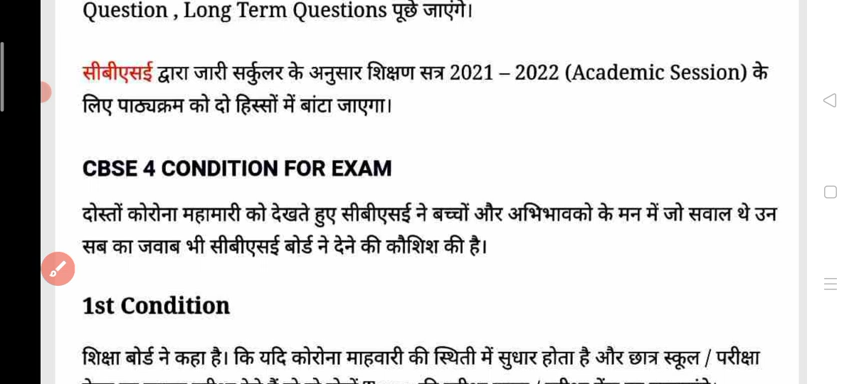 Question , Long Term Questions पूछे जाएंगे।
सीबीएसई द्वारा जारी सर्कुलर के अनुसार शिक्षण सत्र 2021 – 2022 (Academic Session) के
लिए पाठ्यक्रम को दो हिस्सों में बांटा जाएगा।
CBSE 4 CONDITION FOR EXAM
दोस्तों कोरोना महामारी को देखते हुए सीबीएसई ने बच्चों और अभिभावको के मन में जो सवाल थे उन
सब का जवाब भी सीबीएसई बोर्ड ने देने की कौशिश की है।
1st Condition
शिक्षा बोर्ड ने कहा है। कि यदि कोरोना माहवारी की स्थिती में सुधार होता है और छात्र स्कूल / परीक्षा